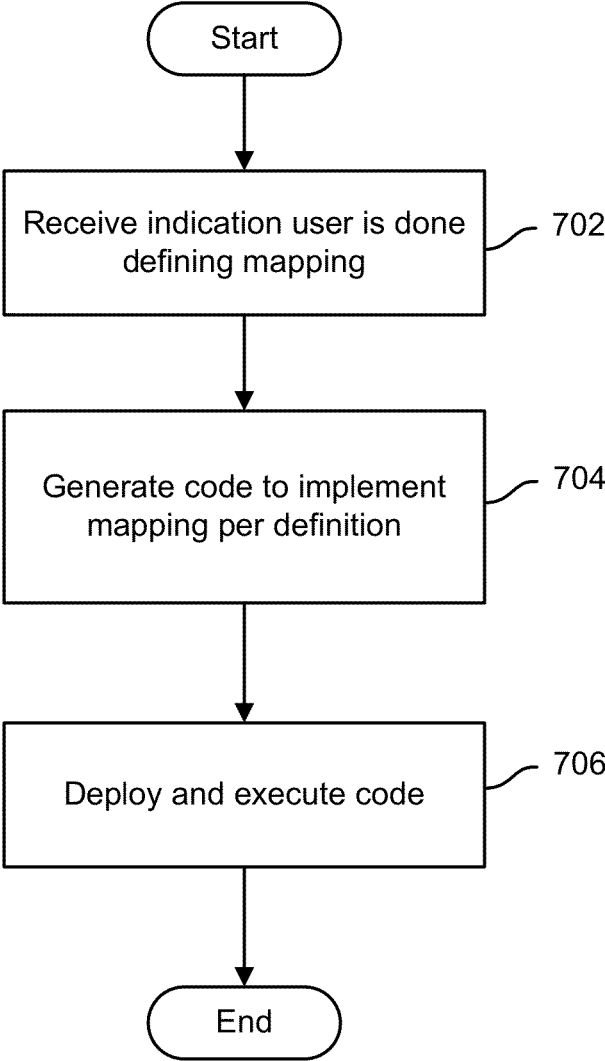 Start
Receive indication user is done
defining mapping
702
Generate code to implement
mapping per definition
704
Deploy and execute code
706
End